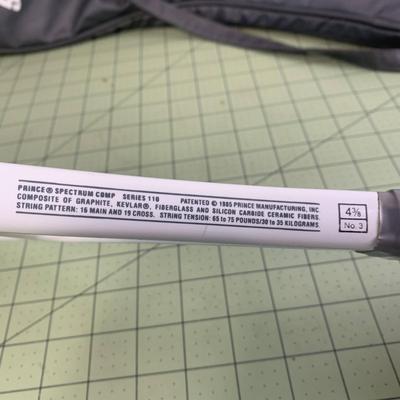 PRINCE® SPECTRUM COMP SERIES 110 PATENTED © 1985 PRINCE MANUFACTURING, INC
COMPOSITE OF GRAPHITE, KEVLAR®, FIBERGLASS AND SILICON CARBIDE CERAMIC FIBERS.
STRING PATTERN: 16 MAIN AND 19 CROSS. STRING TENSION: 65 to 75 POUNDS/30 to 35 KILOGRAMS
4⅜
No. 3